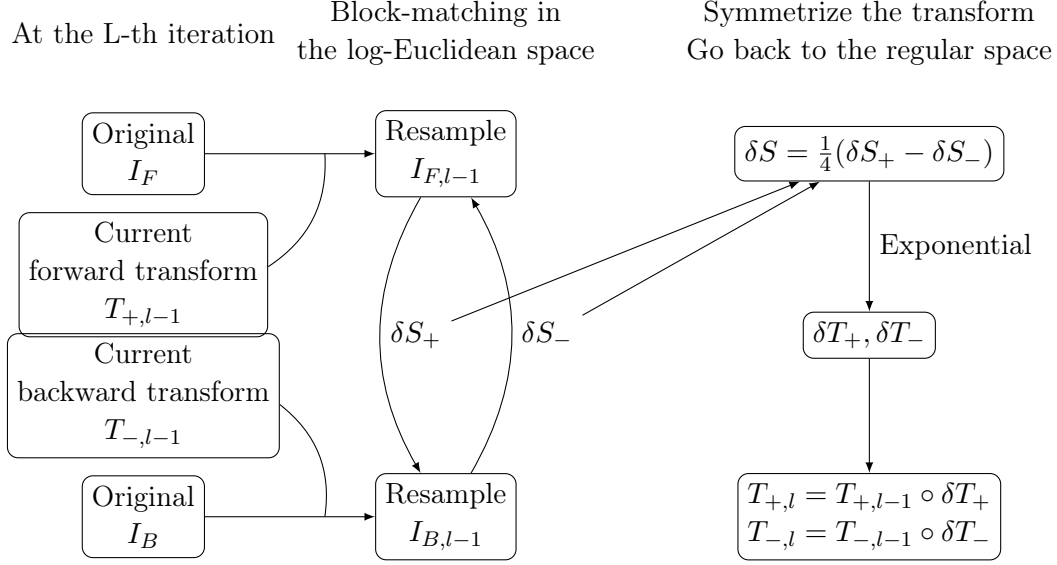 At the L-th iteration
Block-matching in
the log-Euclidean space
Symmetrize the transform
Go back to the regular space
Original
I_F
Resample
I_{F,l−1}
δS = \frac{1}{4}(δS_+ − δS_−)
Current
forward transform
T_{+,l−1}
Exponential
δS_+
δS_−
δT_+, δT_−
Current
backward transform
T_{−,l−1}
Original
I_B
Resample
I_{B,l−1}
T_{+,l} = T_{+,l−1} ∘ δT_+
T_{−,l} = T_{−,l−1} ∘ δT_−